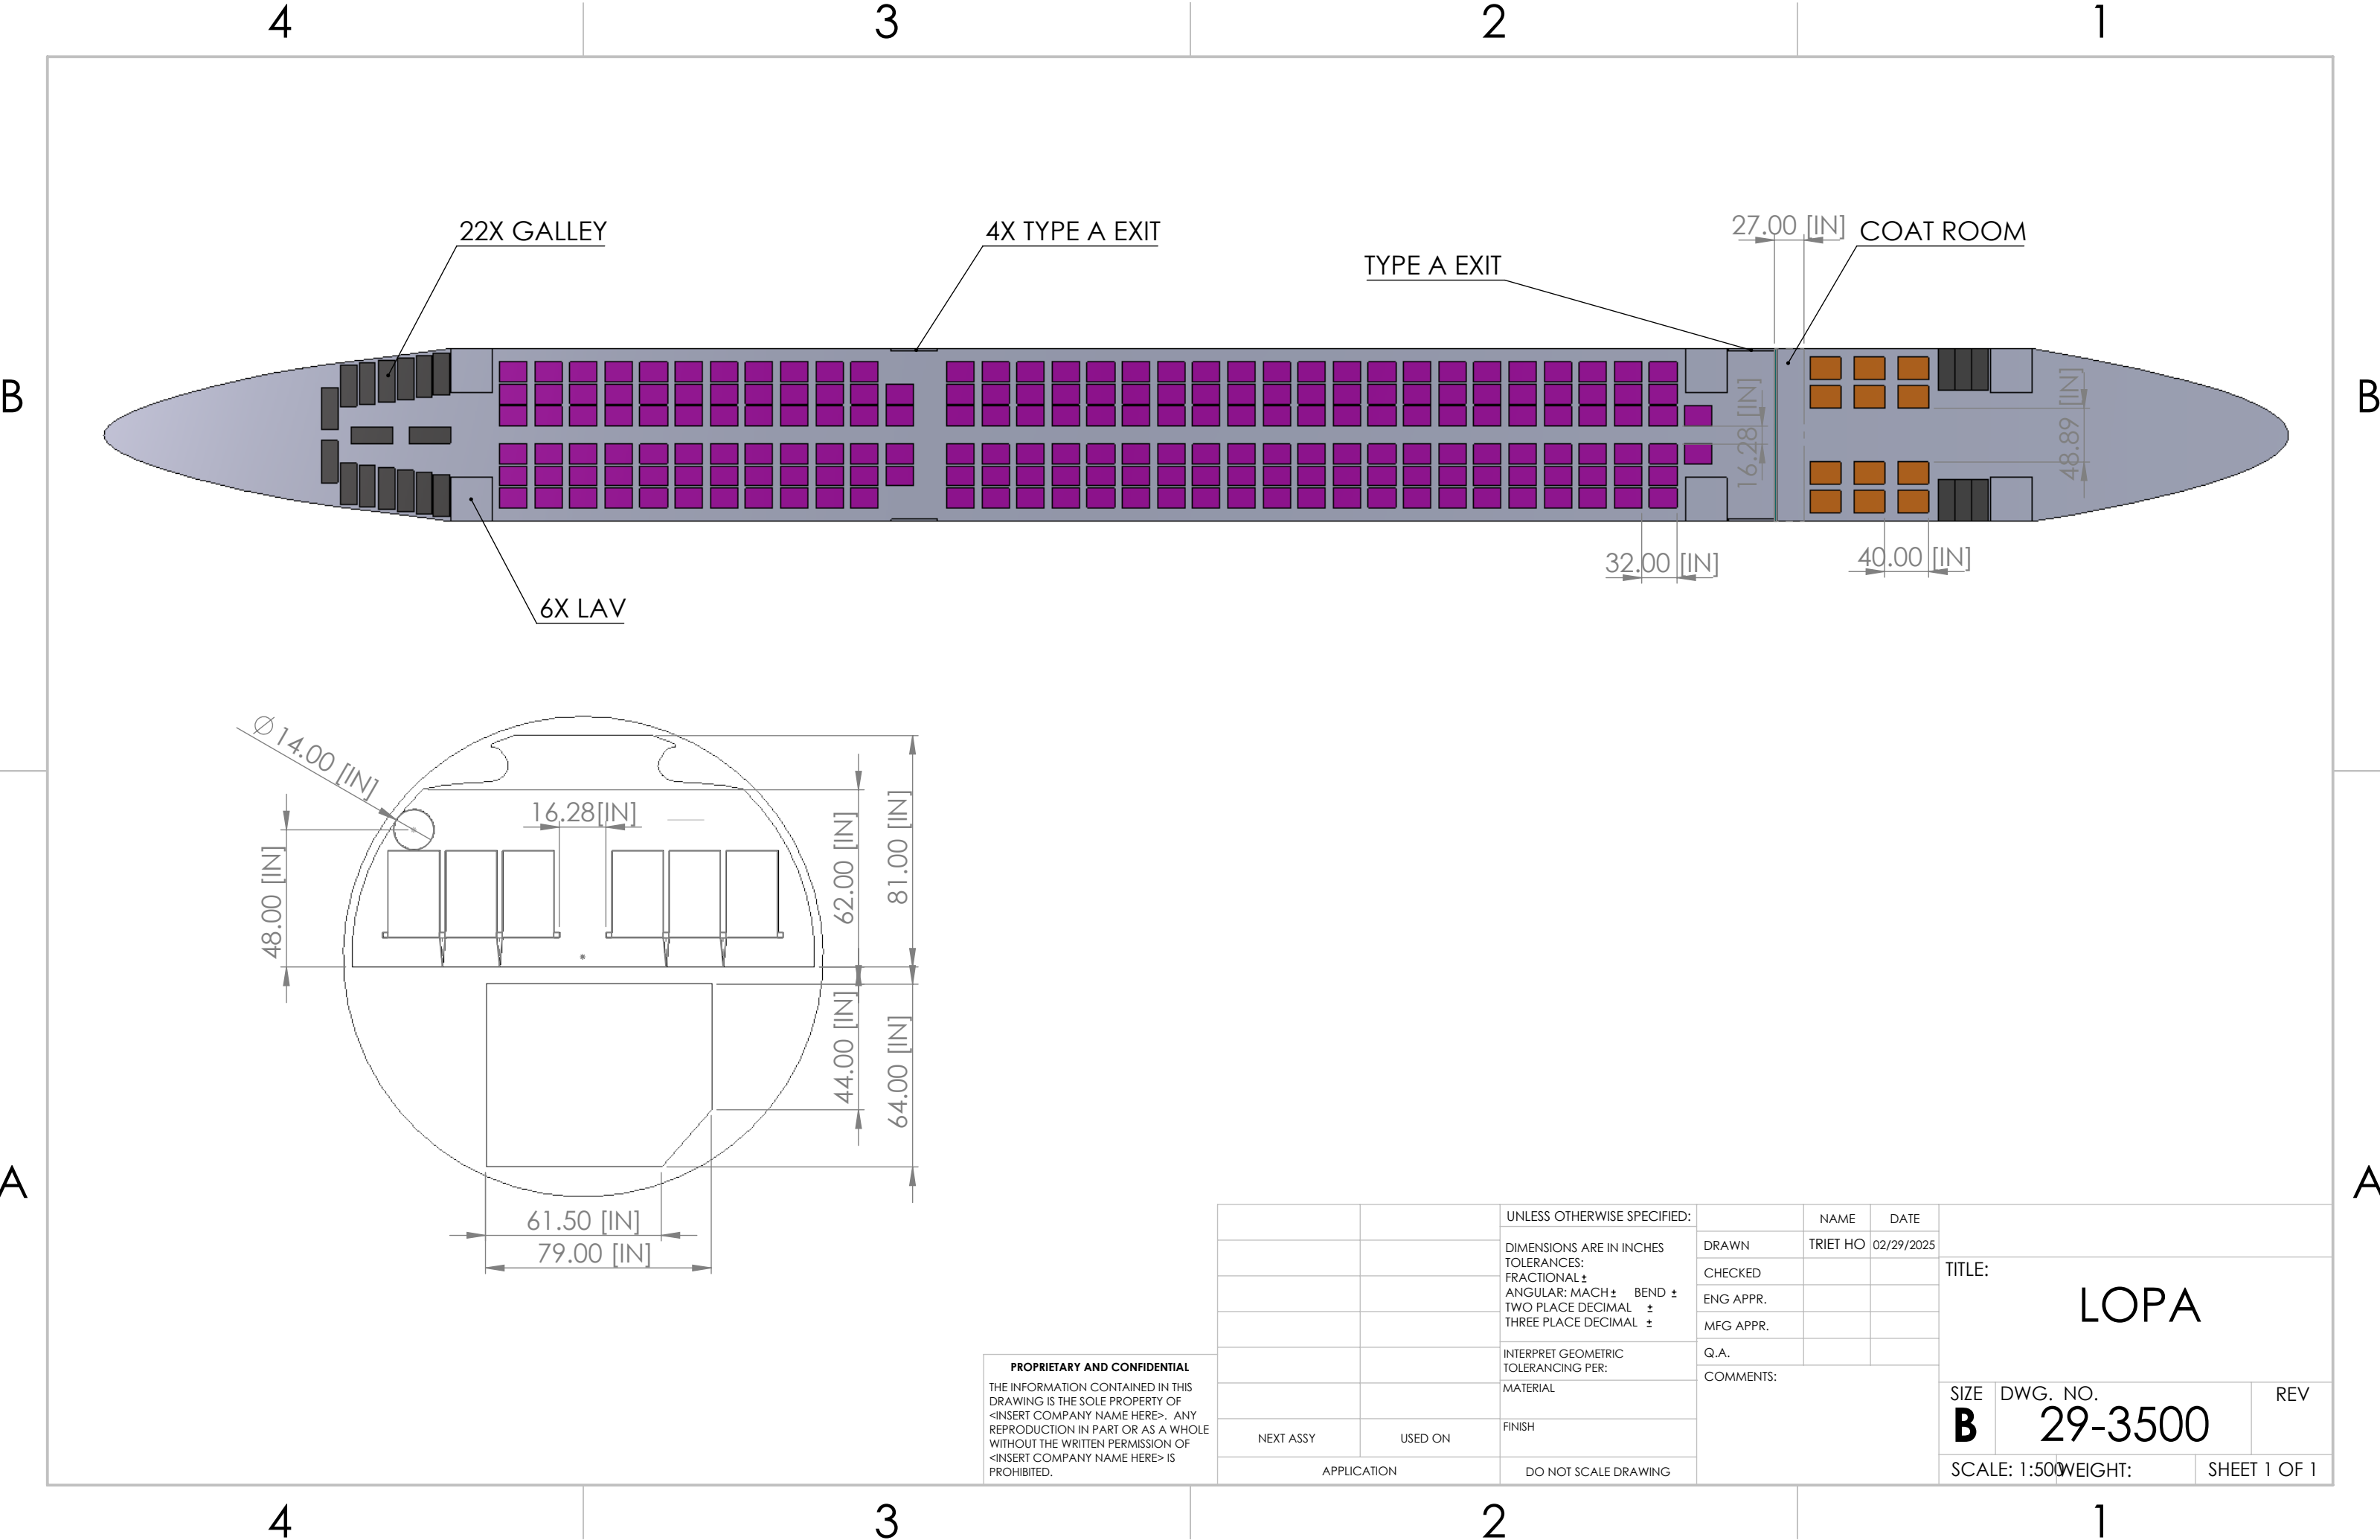 4 3 2 1
22X GALLEY
4X TYPE A EXIT
27.00 [IN]
COAT ROOM
TYPE A EXIT
B
B
16.28 [IN]
48.89 [IN]
32.00 [IN]
40.00 [IN]
6X LAV
Ø 14.00 [IN]
16.28[IN]
48.00 [IN]
62.00 [IN]
81.00 [IN]
44.00 [IN]
64.00 [IN]
61.50 [IN]
79.00 [IN]
A
A
PROPRIETARY AND CONFIDENTIAL
THE INFORMATION CONTAINED IN THIS
DRAWING IS THE SOLE PROPERTY OF
<INSERT COMPANY NAME HERE>. ANY
REPRODUCTION IN PART OR AS A WHOLE
WITHOUT THE WRITTEN PERMISSION OF
<INSERT COMPANY NAME HERE> IS
PROHIBITED.
NEXT ASSY
USED ON
APPLICATION
UNLESS OTHERWISE SPECIFIED:
DIMENSIONS ARE IN INCHES
TOLERANCES:
FRACTIONAL ±
ANGULAR: MACH ± BEND ±
TWO PLACE DECIMAL ±
THREE PLACE DECIMAL ±
INTERPRET GEOMETRIC
TOLERANCING PER:
MATERIAL
FINISH
DO NOT SCALE DRAWING
NAME DATE
DRAWN TRIET HO 02/29/2025
CHECKED
ENG APPR.
MFG APPR.
Q.A.
COMMENTS:
TITLE:
LOPA
SIZE DWG. NO. REV
B 29-3500
SCALE: 1:500 WEIGHT: SHEET 1 OF 1
4 3 2 1